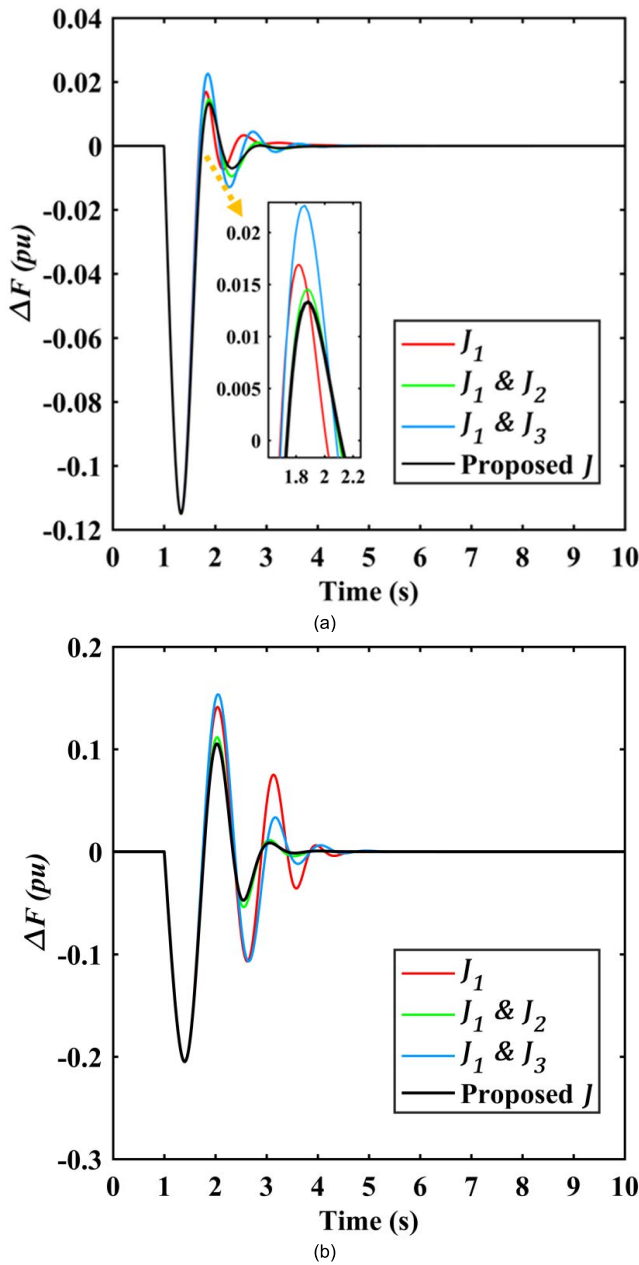 0.04
0.02
0
-0.02
-0.04
-0.06
-0.08
-0.1
-0.12
ΔF (pu)
0.02
0.015
0.01
0.005
0
1.8 2 2.2
J1
J1 & J2
J1 & J3
Proposed J
0 1 2 3 4 5 6 7 8 9 10
Time (s)
(a)
0.2
0.1
0
-0.1
-0.2
-0.3
ΔF (pu)
J1
J1 & J2
J1 & J3
Proposed J
0 1 2 3 4 5 6 7 8 9 10
Time (s)
(b)